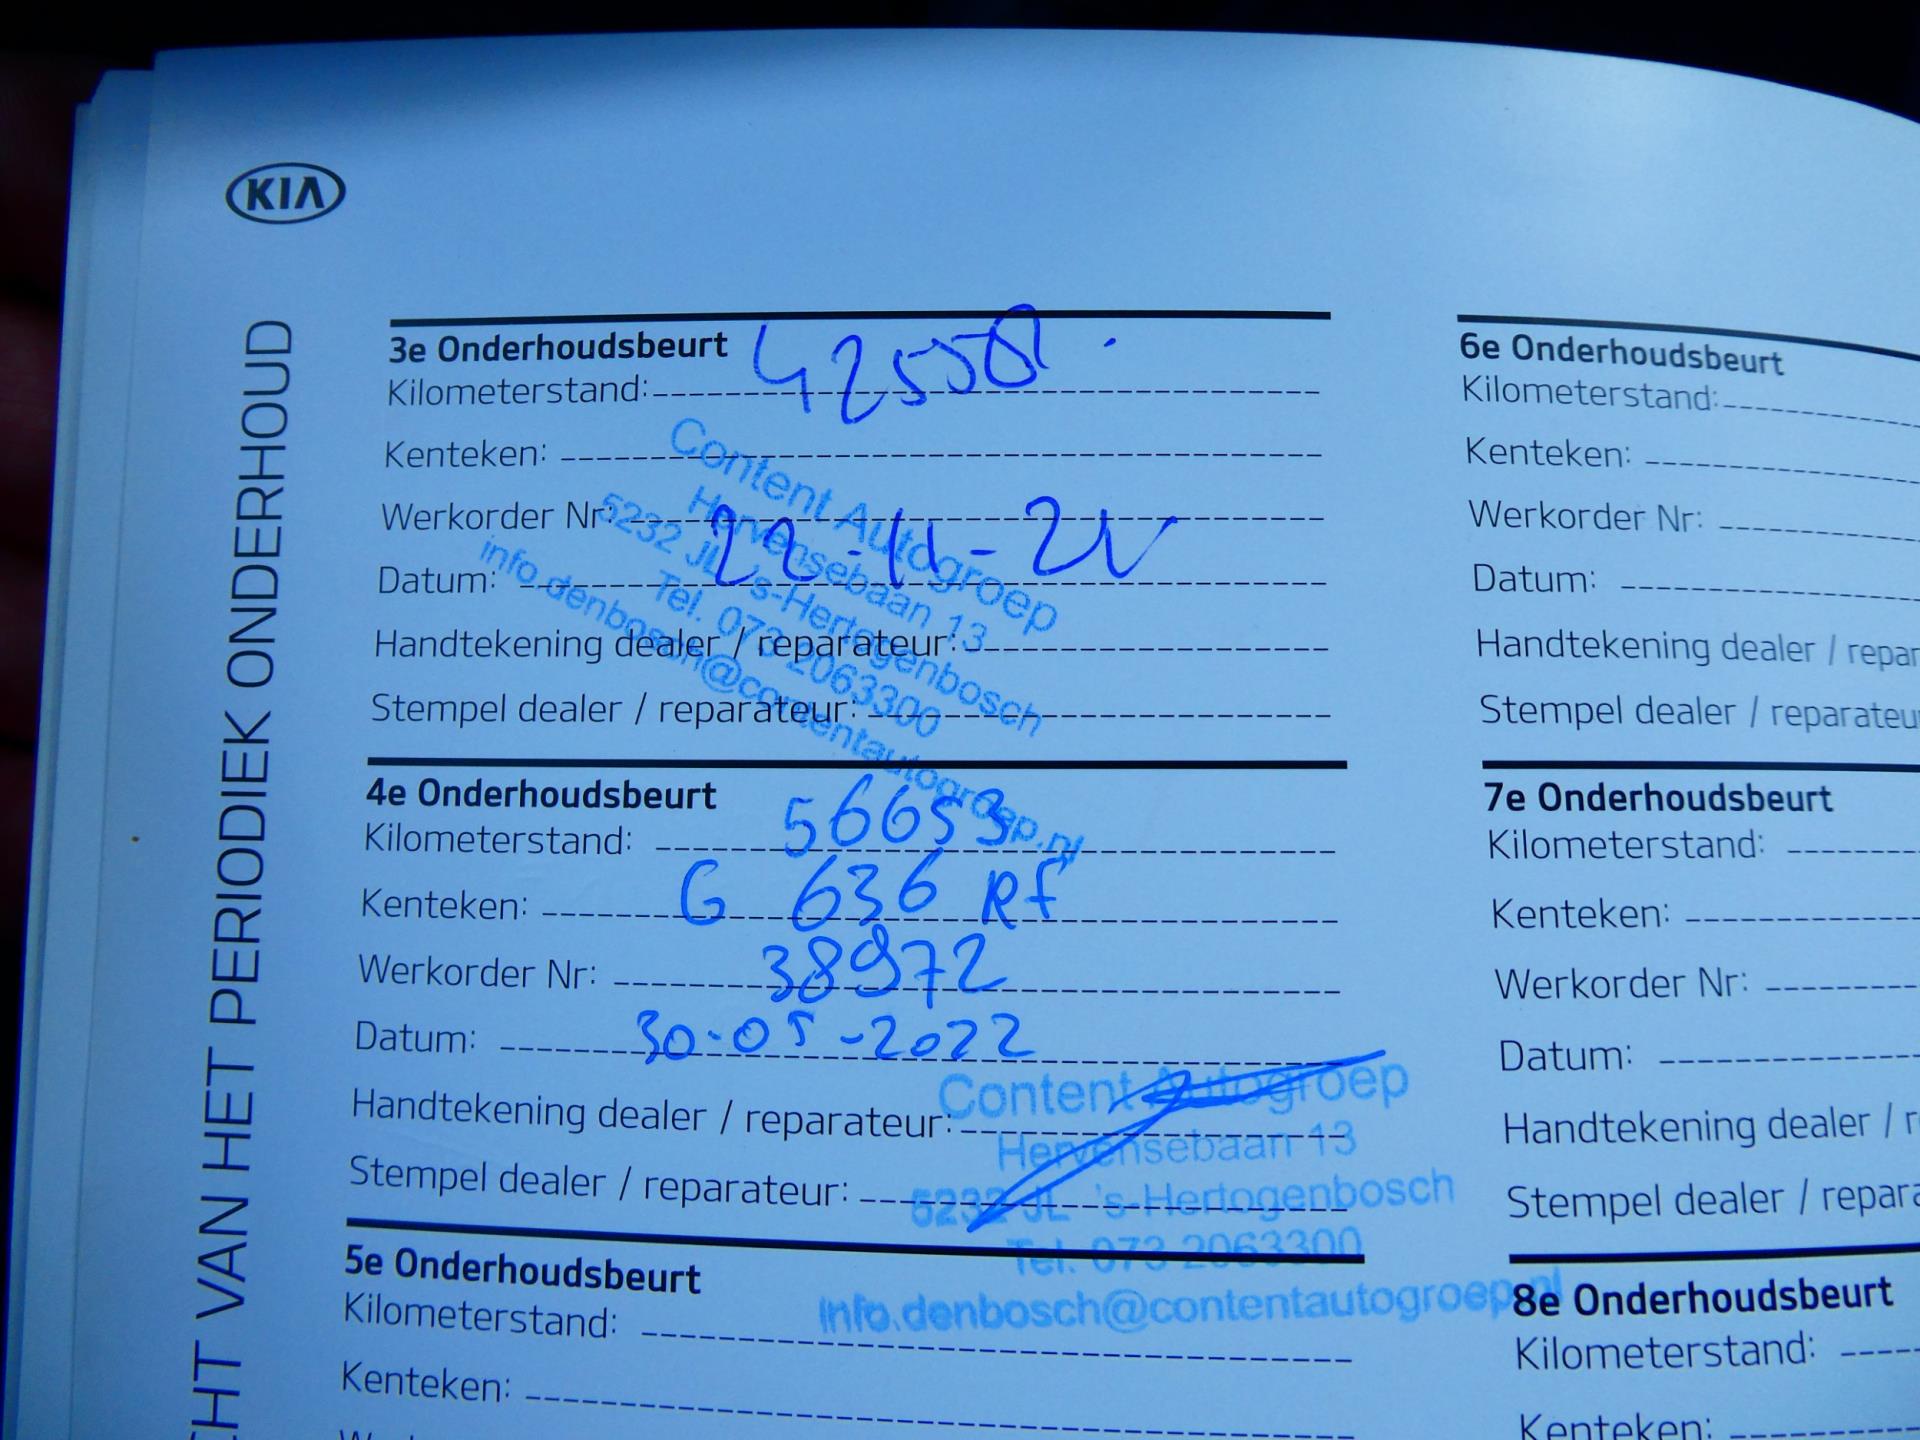 KIA
CHT VAN HET PERIODIEK ONDERHOUD
3e Onderhoudsbeurt
Kilometerstand:
Kenteken:
Werkorder Nr:
Datum: 22-11-21
Handtekening dealer / reparateur:
Stempel dealer / reparateur:
Content Autogroep
Hervensebaan 13
5232 JL 's-Hertogenbosch
Tel. 073 2063300
info.denbosch@contentautogroep.nl
4e Onderhoudsbeurt
Kilometerstand: 56653
Kenteken: G 636 RF
Werkorder Nr: 38972
Datum: 30-05-2022
Handtekening dealer / reparateur:
Stempel dealer / reparateur:
Content Autogroep
Hervensebaan 13
5232 JL 's-Hertogenbosch
Tel. 073 2063300
info.denbosch@contentautogroep.nl
5e Onderhoudsbeurt
Kilometerstand:
Kenteken:
6e Onderhoudsbeurt
Kilometerstand:
Kenteken:
Werkorder Nr:
Datum:
Handtekening dealer / repar
Stempel dealer / reparateu
7e Onderhoudsbeurt
Kilometerstand:
Kenteken:
Werkorder Nr:
Datum:
Handtekening dealer / r
Stempel dealer / repara
8e Onderhoudsbeurt
Kilometerstand:
Kenteken: